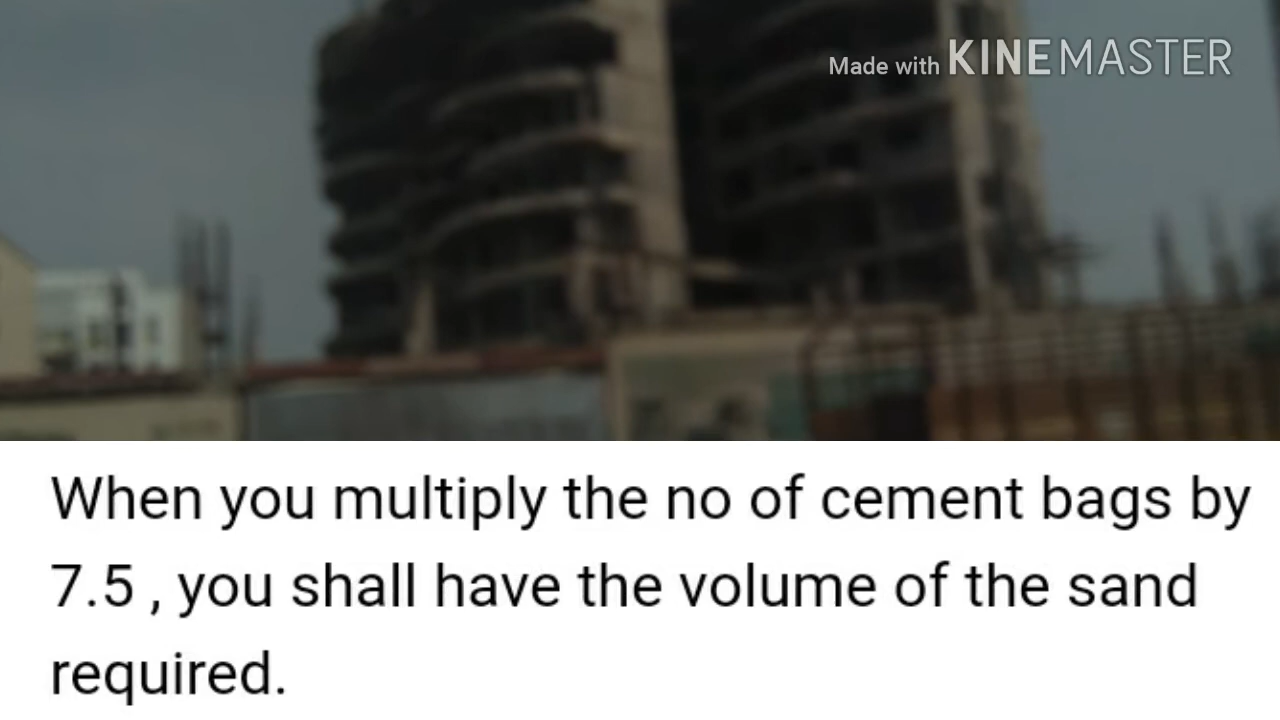 Made with KINEMASTER
When you multiply the no of cement bags by
7.5 , you shall have the volume of the sand
required.